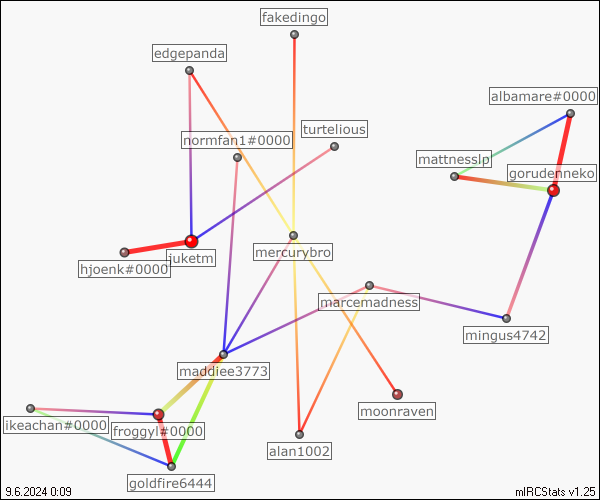 fakedingo
edgepanda
albamare#0000
turtelious
normfan1#0000
mattnesslp
gorudenneko
mercurybro
juketm
hjoenk#0000
marcemadness
mingus4742
maddiee3773
moonraven
ikeachan#0000
froggyl#0000
alan1002
goldfire6444
9.6.2024 0:09
mIRCStats v1.25